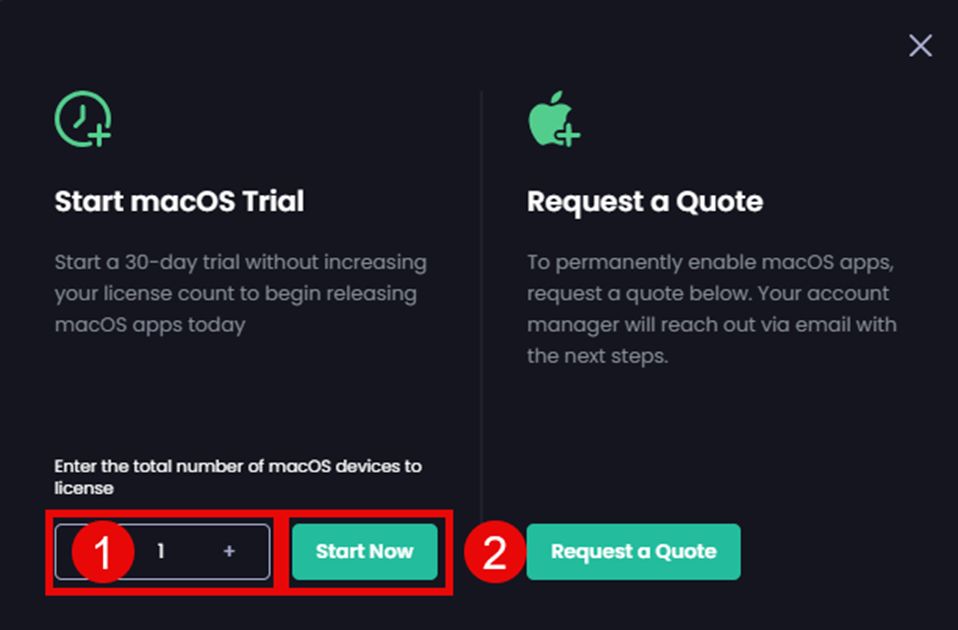 Start macOS Trial
Start a 30-day trial without increasing
your license count to begin releasing
macOS apps today
Enter the total number of macOS devices to
license
1 1 +
Start Now
Request a Quote
To permanently enable macOS apps,
request a quote below. Your account
manager will reach out via email with
the next steps.
2
Request a Quote